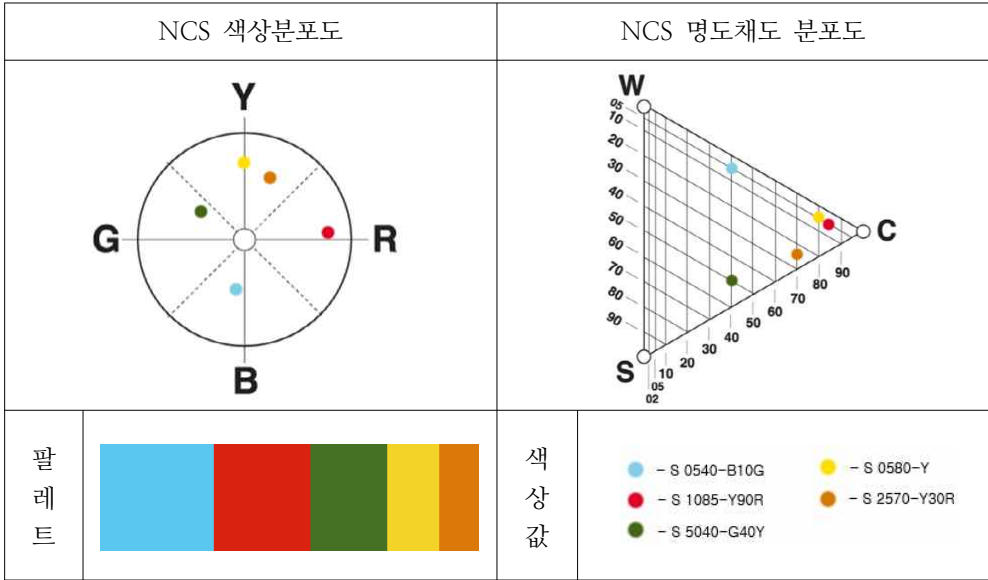 NCS 색상분포도
NCS 명도채도 분포도
Y
G
R
B
W
05
10
20
30
40
50
60
70
80
90
S
02
05
10
20
30
40
50
60
70
80
90
C
팔
레
트
색
상
값
- S 0540-B10G
- S 0580-Y
- S 1085-Y90R
- S 2570-Y30R
- S 5040-G40Y